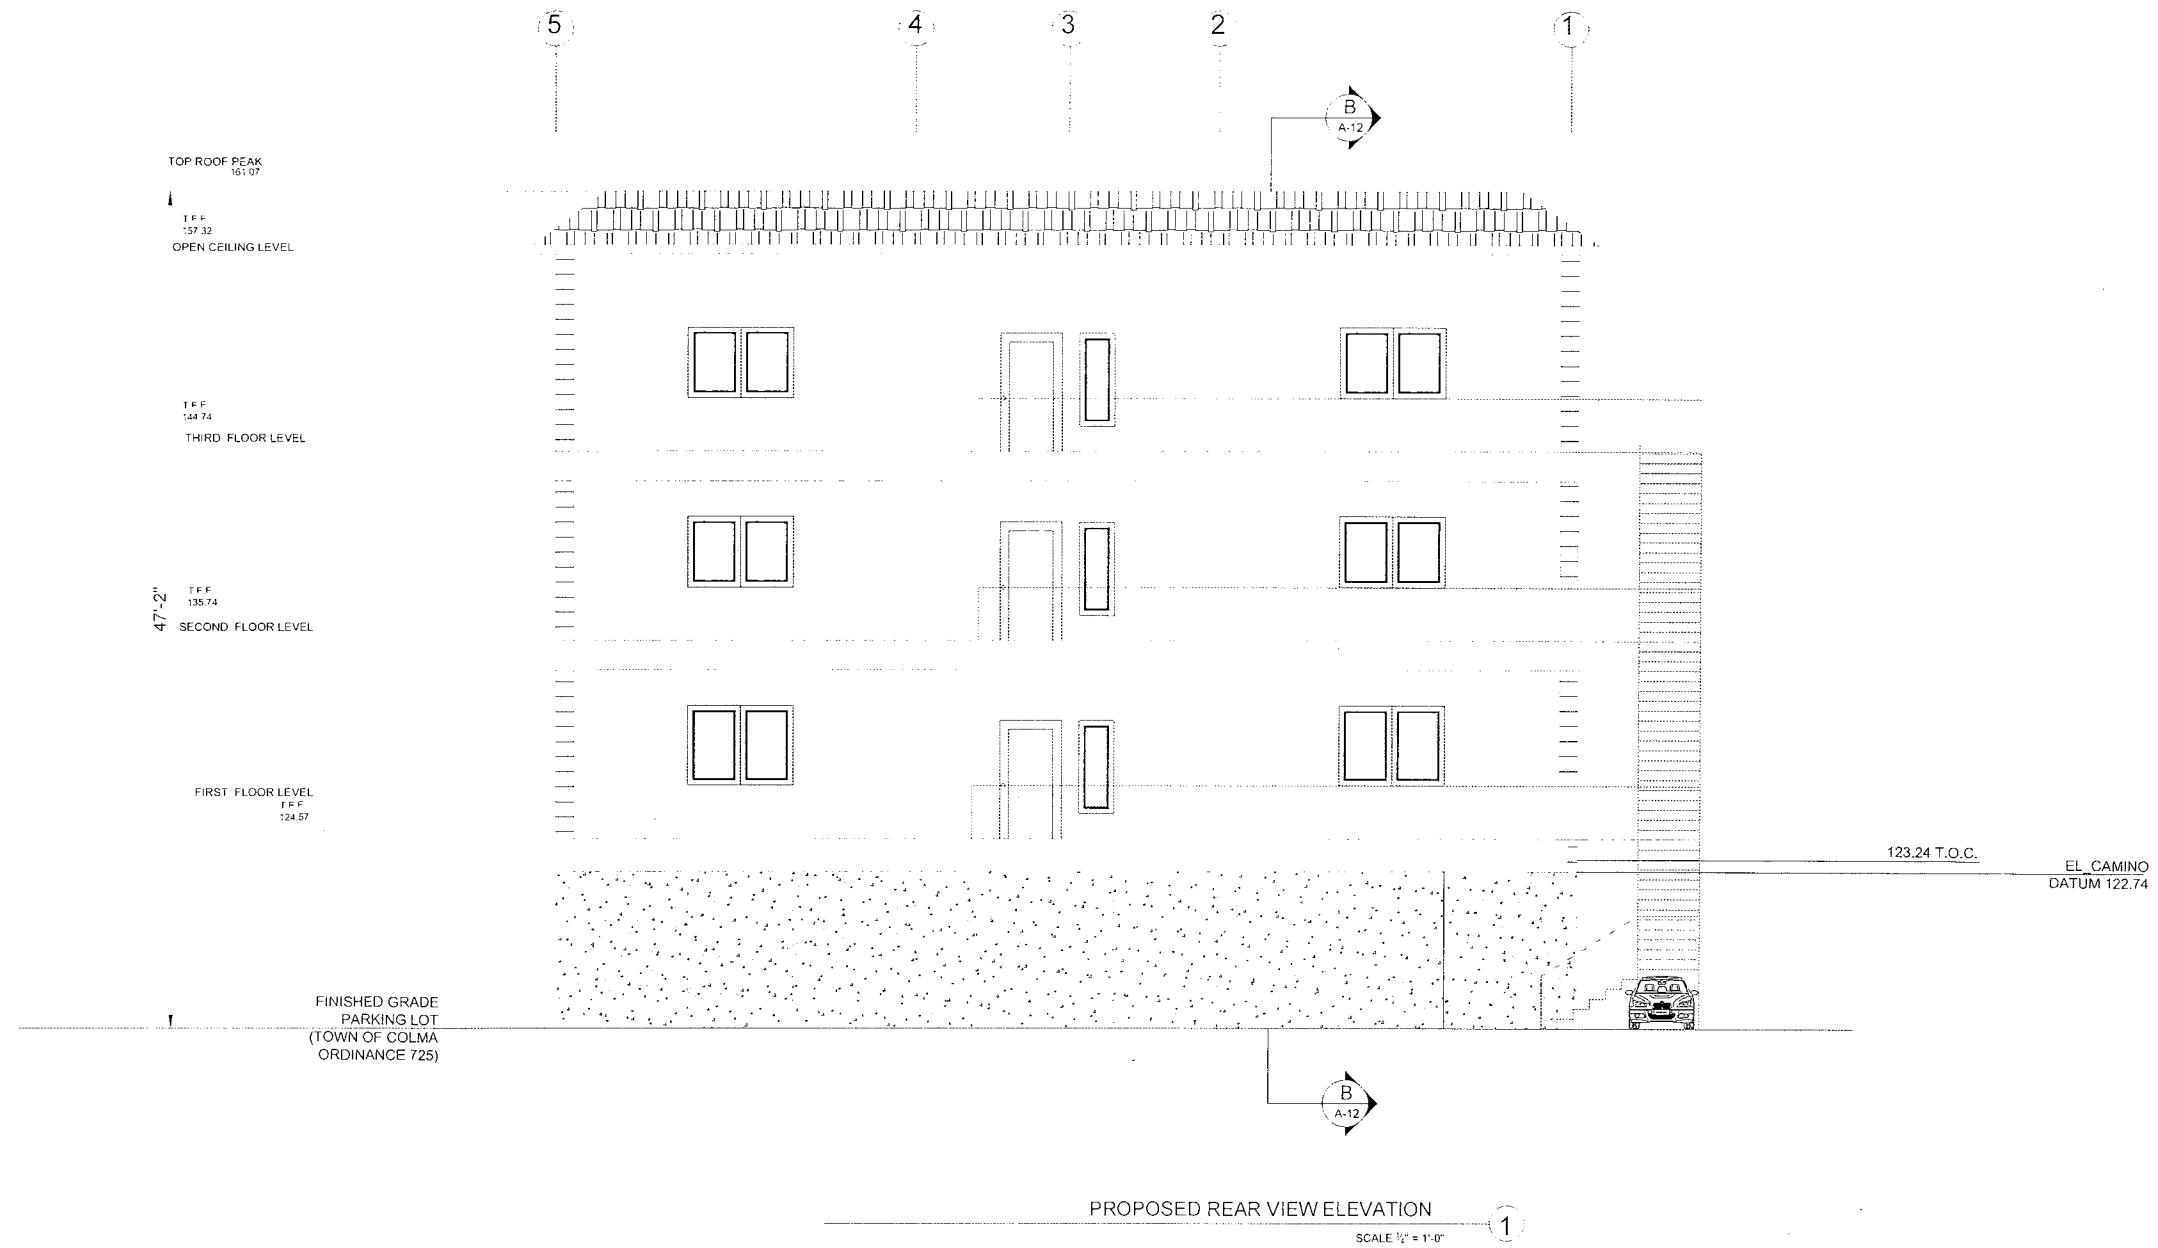 5 4 3 2 1
B
A-12
TOP ROOF PEAK
161.07
T.F.F.
157.32
OPEN CEILING LEVEL
T.F.F.
144.74
THIRD FLOOR LEVEL
47'-2"
T.F.F.
135.74
SECOND FLOOR LEVEL
FIRST FLOOR LEVEL
T.F.F.
124.57
123.24 T.O.C.
EL_CAMINO
DATUM 122.74
FINISHED GRADE
PARKING LOT
(TOWN OF COLMA
ORDINANCE 725)
B
A-12
PROPOSED REAR VIEW ELEVATION
1
SCALE ¼" = 1'-0"